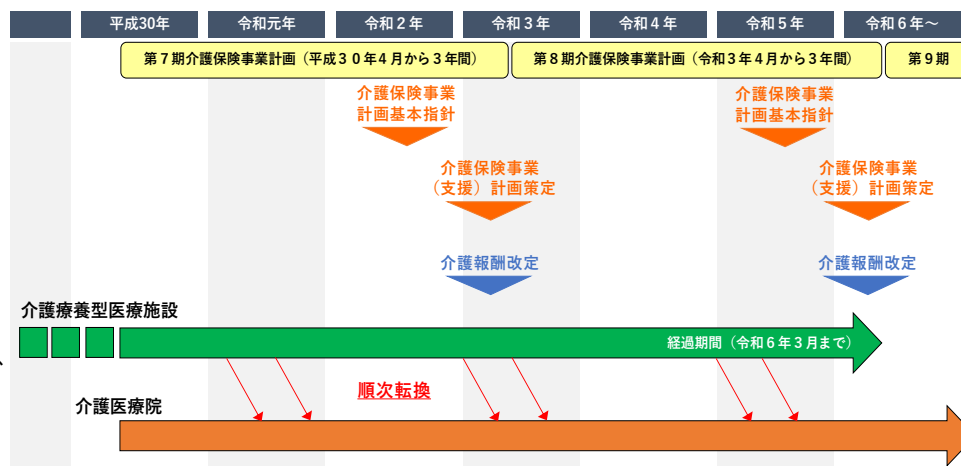 平成30年
令和元年
令和２年
令和３年
令和４年
令和５年
令和６年～
第７期介護保険事業計画（平成３０年４月から３年間）
第８期介護保険事業計画（令和３年４月から３年間）
第９期
介護保険事業
計画基本指針
介護保険事業
計画基本指針
介護保険事業
（支援）計画策定
介護保険事業
（支援）計画策定
介護報酬改定
介護報酬改定
介護療養型医療施設
経過期間（令和６年３月まで）
順次転換
介護医療院